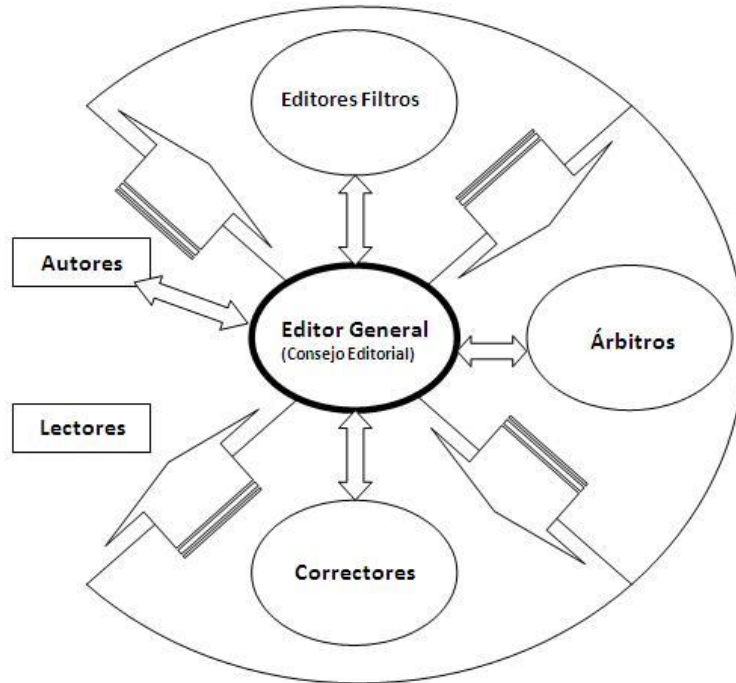 Editores Filtros
Autores
Editor General
(Consejo Editorial)
Árbitros
Lectores
Correctores